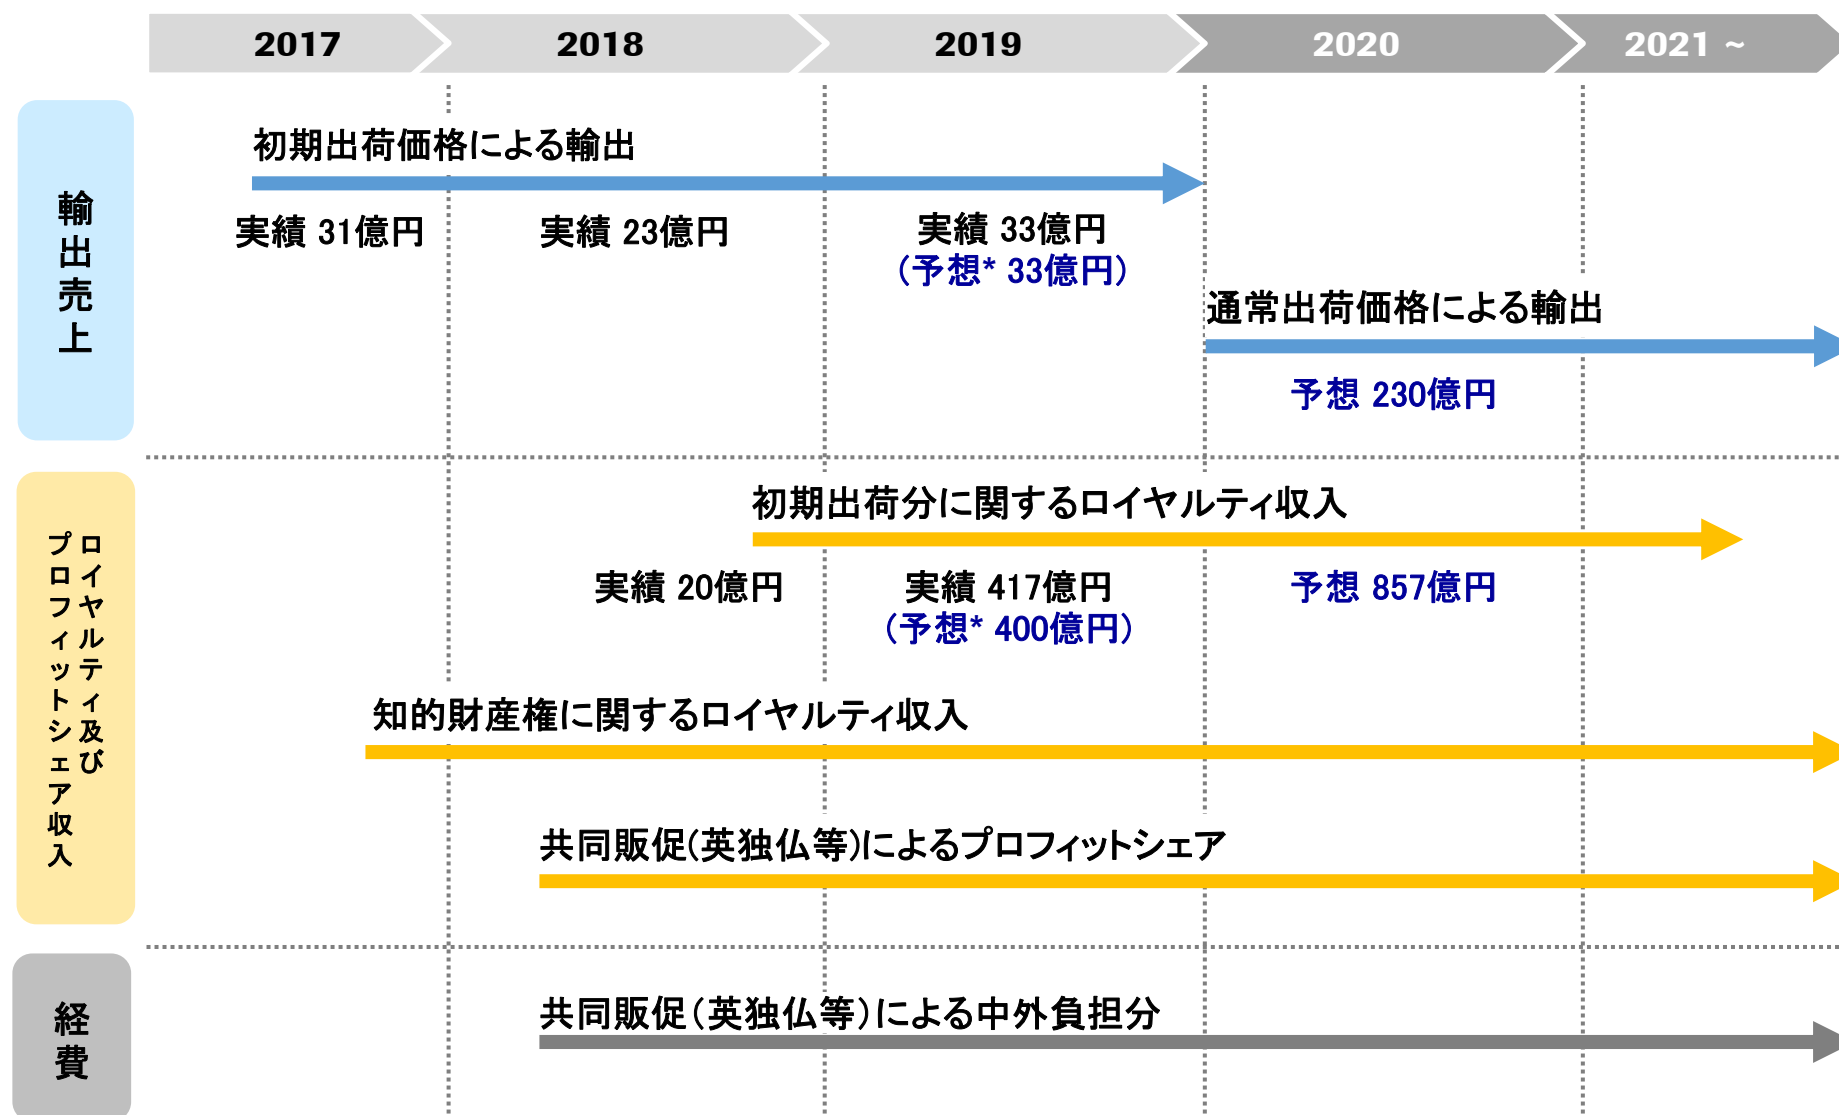 2017 2018 2019 2020 2021 ~
輸出売上
初期出荷価格による輸出
実績 31億円 実績 23億円 実績 33億円
(予想* 33億円)
通常出荷価格による輸出
予想 230億円
ロイヤルティ及び
プロフィットシェア収入
初期出荷分に関するロイヤルティ収入
実績 20億円 実績 417億円 予想 857億円
(予想* 400億円)
知的財産権に関するロイヤルティ収入
共同販促(英独仏等)によるプロフィットシェア
経費
共同販促(英独仏等)による中外負担分